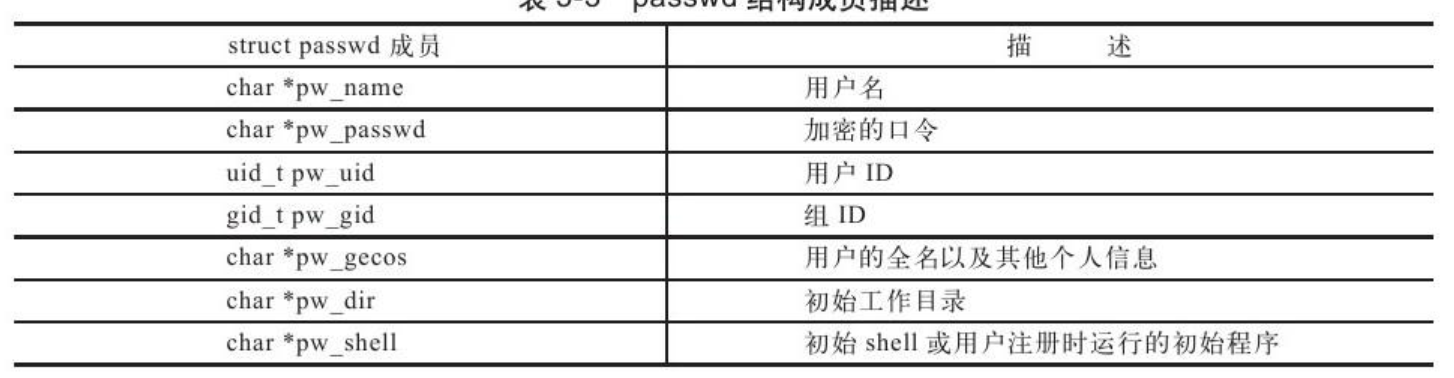 passwd 结构成员描述
struct passwd 成员 描 述
char *pw_name 用户名
char *pw_passwd 加密的口令
uid_t pw_uid 用户 ID
gid_t pw_gid 组 ID
char *pw_gecos 用户的全名以及其他个人信息
char *pw_dir 初始工作目录
char *pw_shell 初始 shell 或用户注册时运行的初始程序